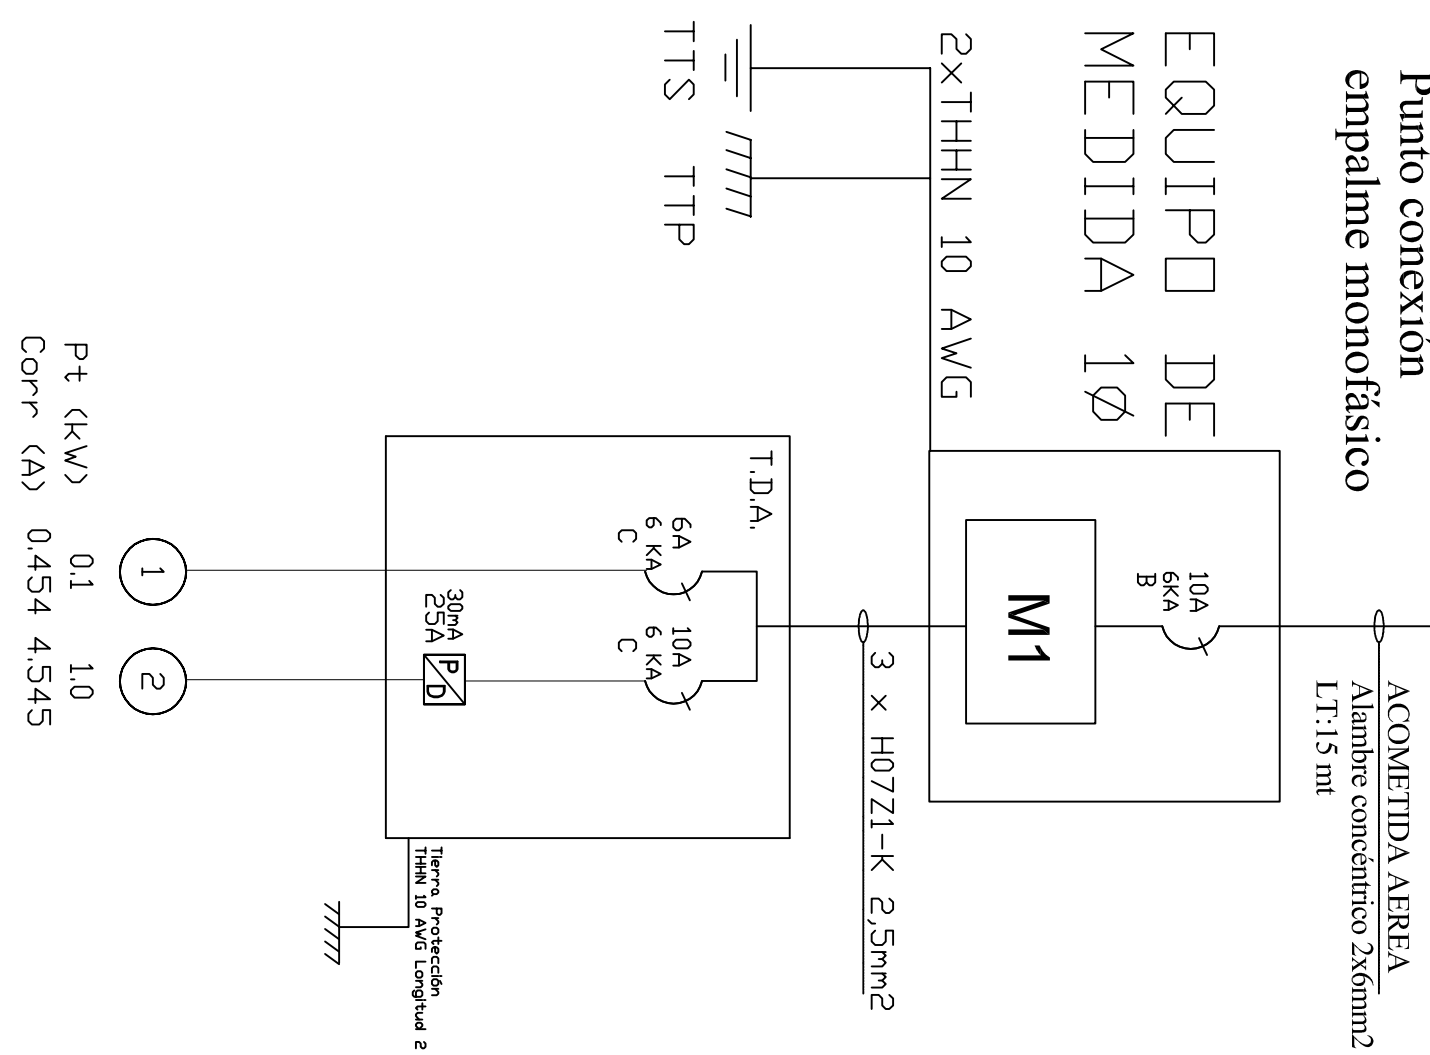 Punto conexión
empalme monofásico
EQUIPO DE
MEDIDA 1Ø
ACOMETIDA AEREA
Alambre concéntrico 2x6mm2
LT:15 mt
10A
6KA
B
M1
2xTHHN 10 AWG
TTS
TTP
3 x H07Z1-K 2,5mm2
T.D.A.
6A
6 KA
C
10A
6 KA
C
30mA
25A
P/D
Tierra Protección
THHN 10 AWG Longitud 2
1
2
Pt (kW) 0.1 1.0
Corr (A) 0.454 4.545